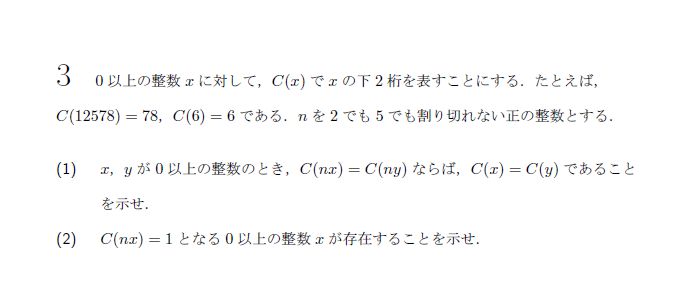 3 0 以上の整数 x に対して，C(x) で x の下 2 桁を表すことにする．たとえば，
C(12578) = 78，C(6) = 6 である．n を 2 でも 5 でも割り切れない正の整数とする．
(1) x，y が 0 以上の整数のとき，C(nx) = C(ny) ならば，C(x) = C(y) であること
を示せ．
(2) C(nx) = 1 となる 0 以上の整数 x が存在することを示せ．